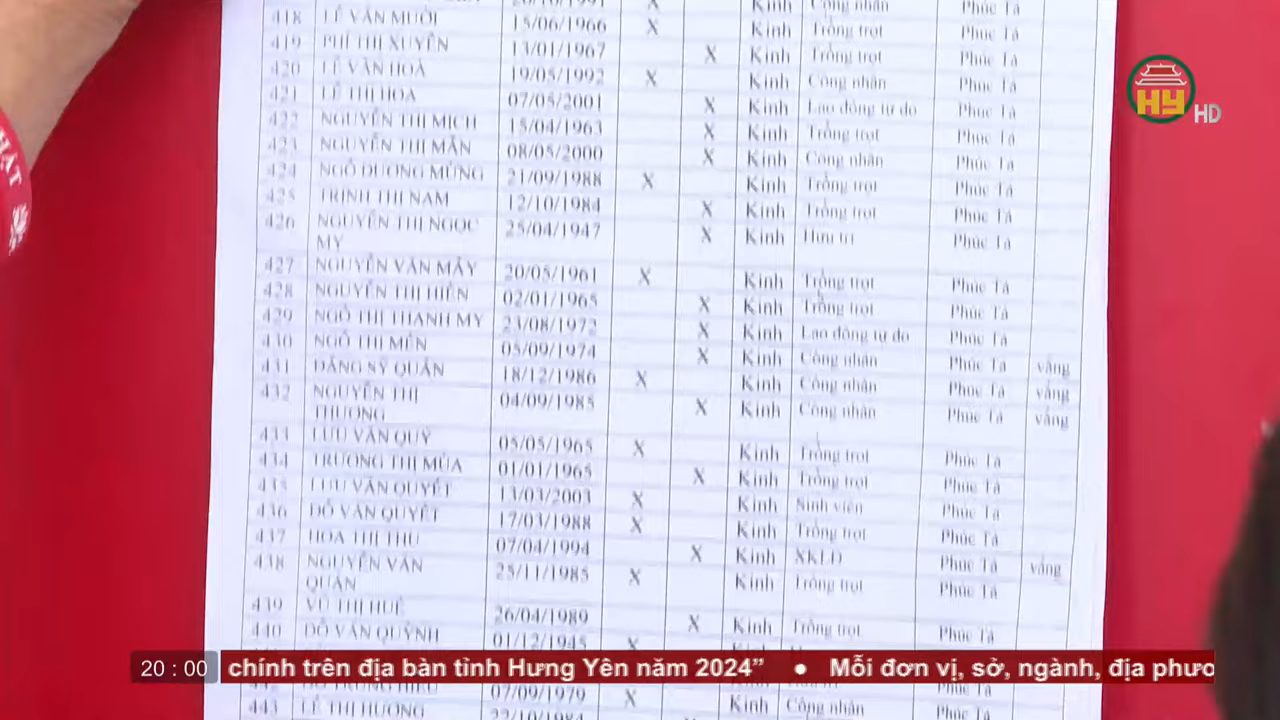 Kinh Công nhân Phúc Tá
418 LÊ VĂN MƯỜI 15/06/1966 X Kinh Trồng trọt Phúc Tá
419 PHÍ THỊ XUYÊN 13/01/1967 X Kinh Trồng trọt Phúc Tá
420 LÊ VĂN HOÀ 19/05/1992 X Kinh Công nhân Phúc Tá
421 LÊ THỊ HOA 07/05/2001 X Kinh Lao động tự do Phúc Tá
422 NGUYỄN THỊ MỊCH 15/04/1963 X Kinh Trồng trọt Phúc Tá
423 NGUYỄN THỊ MẪN 08/05/2000 X Kinh Công nhân Phúc Tá
424 NGÔ DƯƠNG MỪNG 21/09/1988 X Kinh Trồng trọt Phúc Tá
425 TRỊNH THỊ NAM 12/10/1984 X Kinh Trồng trọt Phúc Tá
426 NGUYỄN THỊ NGỌC 25/04/1947 X Kinh Hưu trí Phúc Tá
MY
427 NGUYỄN VĂN MÂY 20/05/1961 X Kinh Trồng trọt Phúc Tá
428 NGUYỄN THỊ HIỀN 02/01/1965 X Kinh Trồng trọt Phúc Tá
429 NGÔ THỊ THANH MY 23/08/1972 X Kinh Lao động tự do Phúc Tá
430 NGÔ THỊ MẾN 05/09/1974 X Kinh Công nhân Phúc Tá vắng
431 ĐẶNG SỸ QUÂN 18/12/1986 X Kinh Công nhân Phúc Tá vắng
432 NGUYỄN THỊ 04/09/1985 X Kinh Công nhân Phúc Tá vắng
THƯƠNG
433 LƯU VĂN QUÝ 05/05/1965 X Kinh Trồng trọt Phúc Tá
434 TRƯƠNG THỊ MÙA 01/01/1965 X Kinh Trồng trọt Phúc Tá
435 LƯU VĂN QUYẾT 13/03/2003 X Kinh Sinh viên Phúc Tá
436 ĐỖ VĂN QUYẾT 17/03/1988 X Kinh Trồng trọt Phúc Tá
437 HOA THỊ THU 07/04/1994 X Kinh XKLĐ Phúc Tá vắng
438 NGUYỄN VĂN 25/11/1985 X Kinh Trồng trọt Phúc Tá
QUÂN
439 VŨ THỊ HUẾ 26/04/1989 X Kinh Trồng trọt Phúc Tá
440 ĐỖ VĂN QUỲNH 01/12/1945 X
07/09/1979 X Kinh Phúc Tá
443 LÊ THỊ HƯƠNG Kinh Công nhân Phúc Tá
HY HD
20 : 00 chính trên địa bàn tỉnh Hưng Yên năm 2024” ● Mỗi đơn vị, sở, ngành, địa phươ